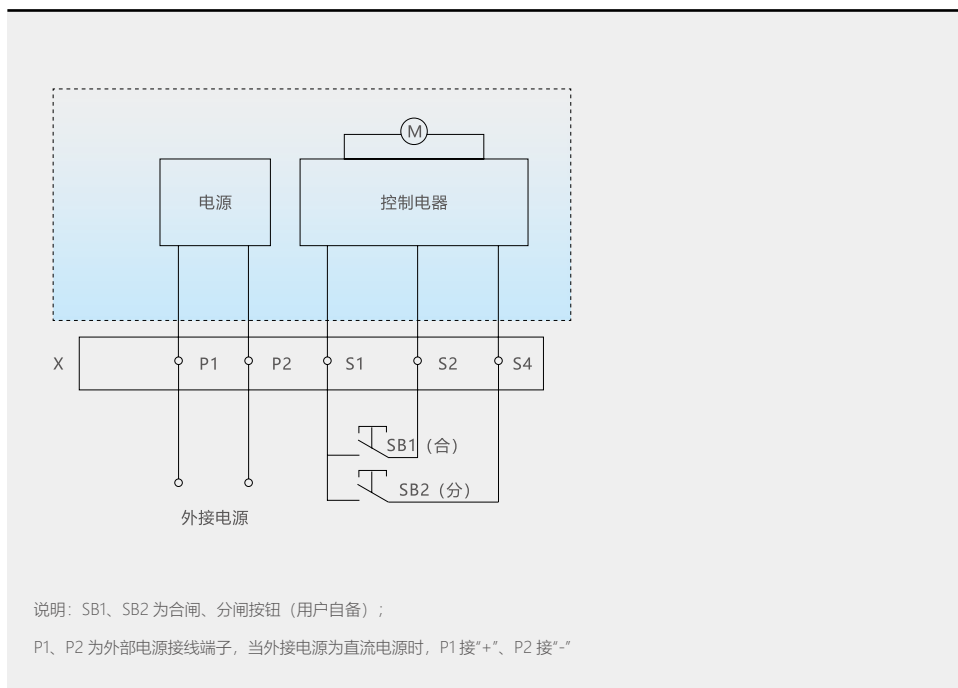 M
电源
控制电器
X P1 P2 S1 S2 S4
SB1（合）
SB2（分）
外接电源
说明：SB1、SB2 为合闸、分闸按钮（用户自备）;
P1、P2 为外部电源接线端子，当外接电源为直流电源时，P1 接“+”、P2 接“-”